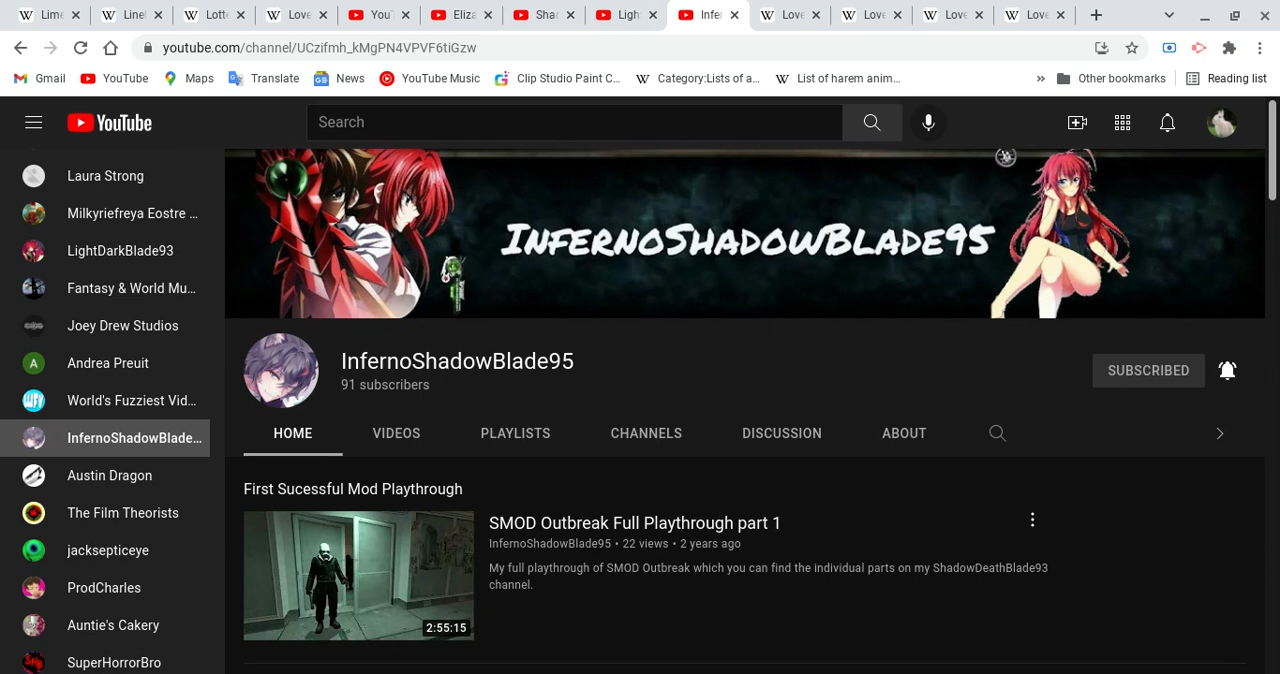 Lime
Linel
Lotte
Love
YouT
Eliza
Shad
Ligh
Infe
Love
Love
Love
Love
youtube.com/channel/UCzifmh_kMgPN4VPVF6tiGzw
Gmail
YouTube
Maps
Translate
News
YouTube Music
Clip Studio Paint C...
Category:Lists of a...
List of harem anim...
»
Other bookmarks
Reading list
YouTube
Search
Laura Strong
Milkyriefreya Eostre ...
LightDarkBlade93
Fantasy & World Mu...
Joey Drew Studios
A
Andrea Preuit
World's Fuzziest Vid...
InfernoShadowBlade...
Austin Dragon
The Film Theorists
jacksepticeye
ProdCharles
Auntie's Cakery
SuperHorrorBro
InfernoShadowBlade95
InfernoShadowBlade95
91 subscribers
SUBSCRIBED
HOME
VIDEOS
PLAYLISTS
CHANNELS
DISCUSSION
ABOUT
First Sucessful Mod Playthrough
SMOD Outbreak Full Playthrough part 1
InfernoShadowBlade95 • 22 views • 2 years ago
My full playthrough of SMOD Outbreak which you can find the individual parts on my ShadowDeathBlade93
channel.
2:55:15